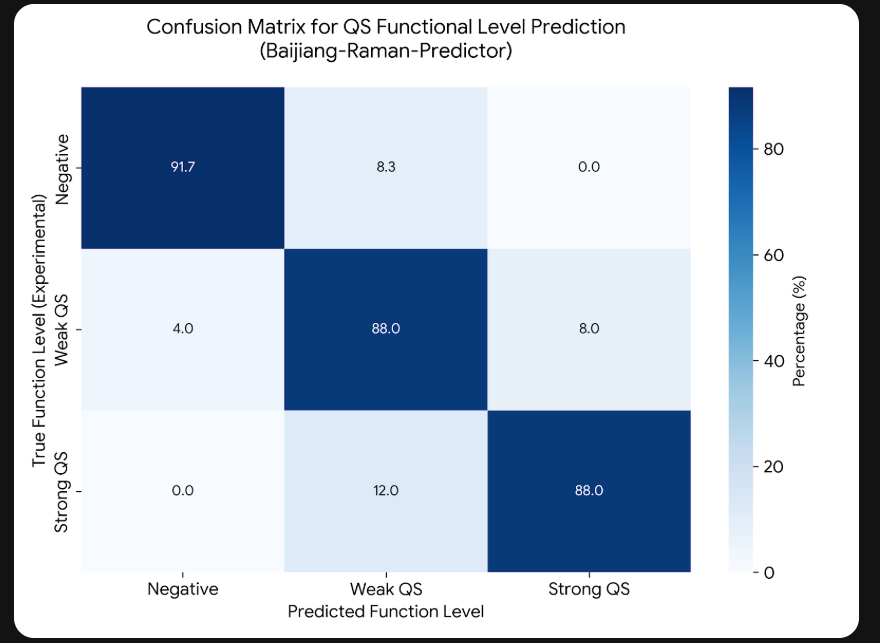 Confusion Matrix for QS Functional Level Prediction
(Baijiang-Raman-Predictor)
True Function Level (Experimental)
Negative
91.7
8.3
0.0
Weak QS
4.0
88.0
8.0
Strong QS
0.0
12.0
88.0
Negative
Weak QS
Strong QS
Predicted Function Level
80
60
40
20
0
Percentage (%)